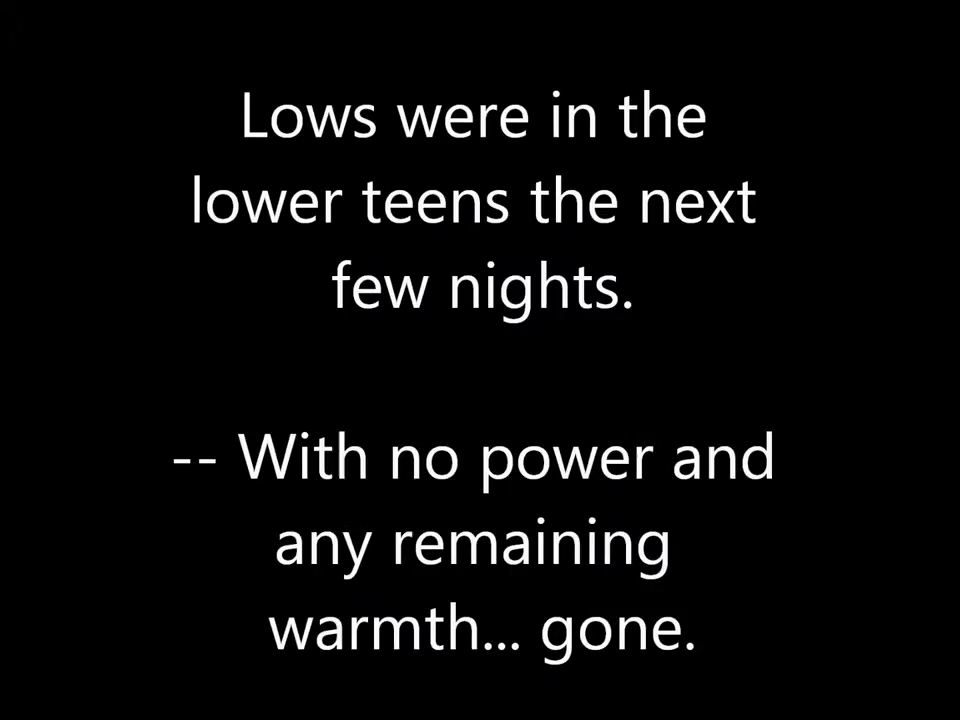 Lows were in the
lower teens the next
few nights.
-- With no power and
any remaining
warmth... gone.